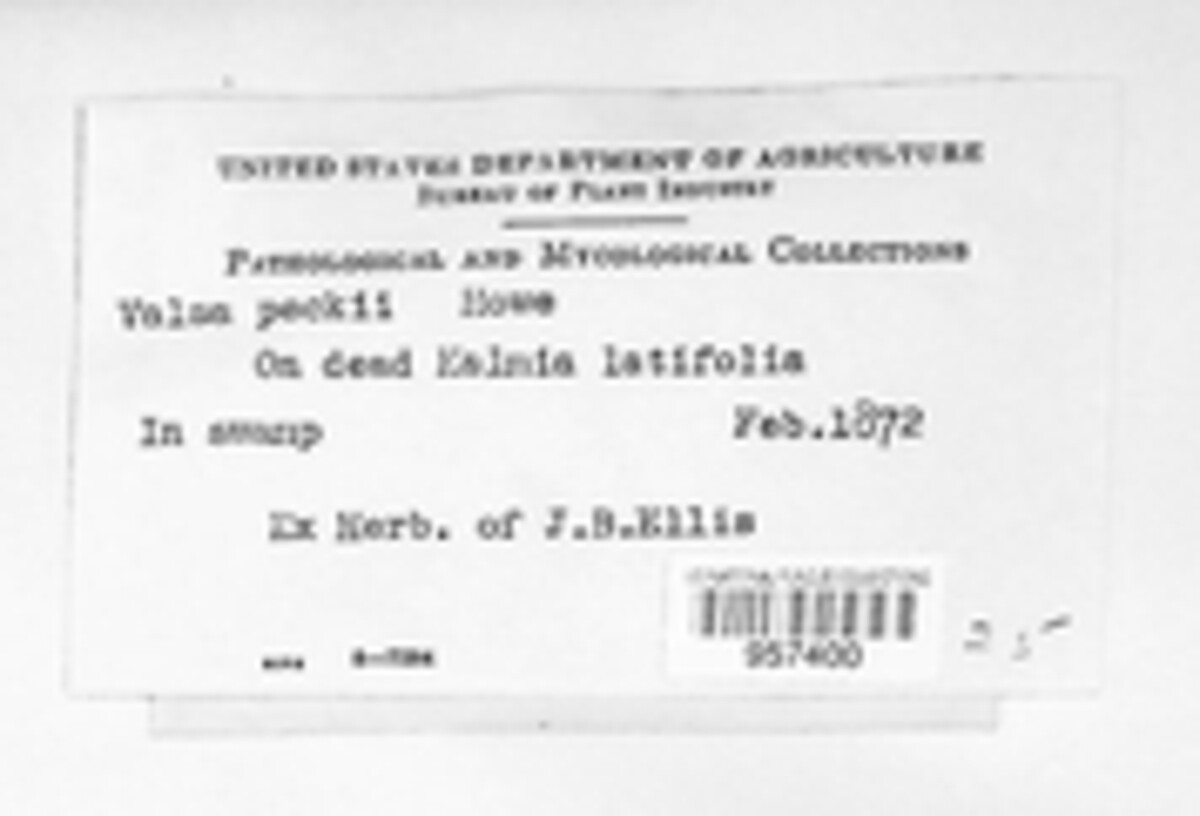 UNITED STATES DEPARTMENT OF AGRICULTURE
BUREAU OF PLANT INDUSTRY
PATHOLOGICAL AND MYCOLOGICAL COLLECTIONS
Valsa peckii Howe
On dead Kalmia latifolia
In swamp Feb.1872
Ex Herb. of J.B.Ellis
957400